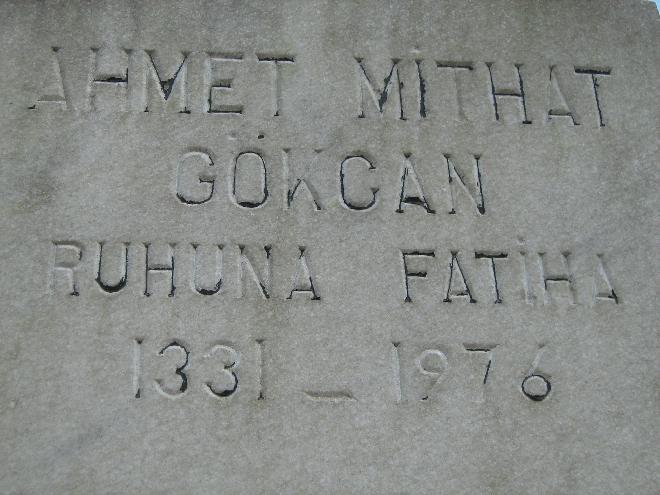 AHMET MİTHAT
GÖKCAN
RUHUNA FATİHA
1331 _ 1976